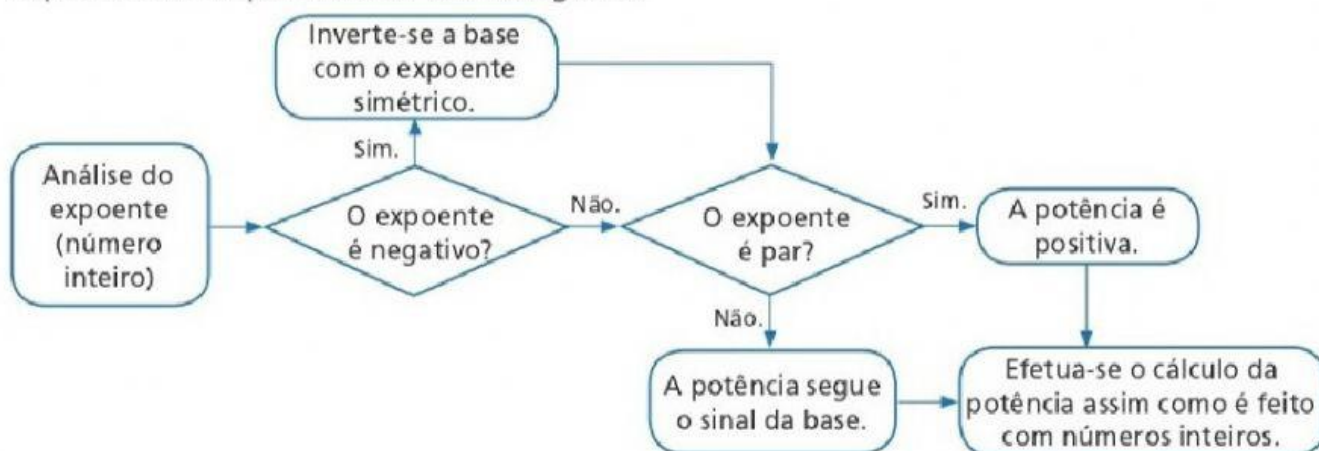 Inverte-se a base
com o expoente
simétrico.
Sim.
Análise do
expoente
(número
inteiro)
O expoente
é negativo?
Não.
O expoente
é par?
Sim.
A potência é
positiva.
Não.
A potência segue
o sinal da base.
Efetua-se o cálculo da
potência assim como é feito
com números inteiros.